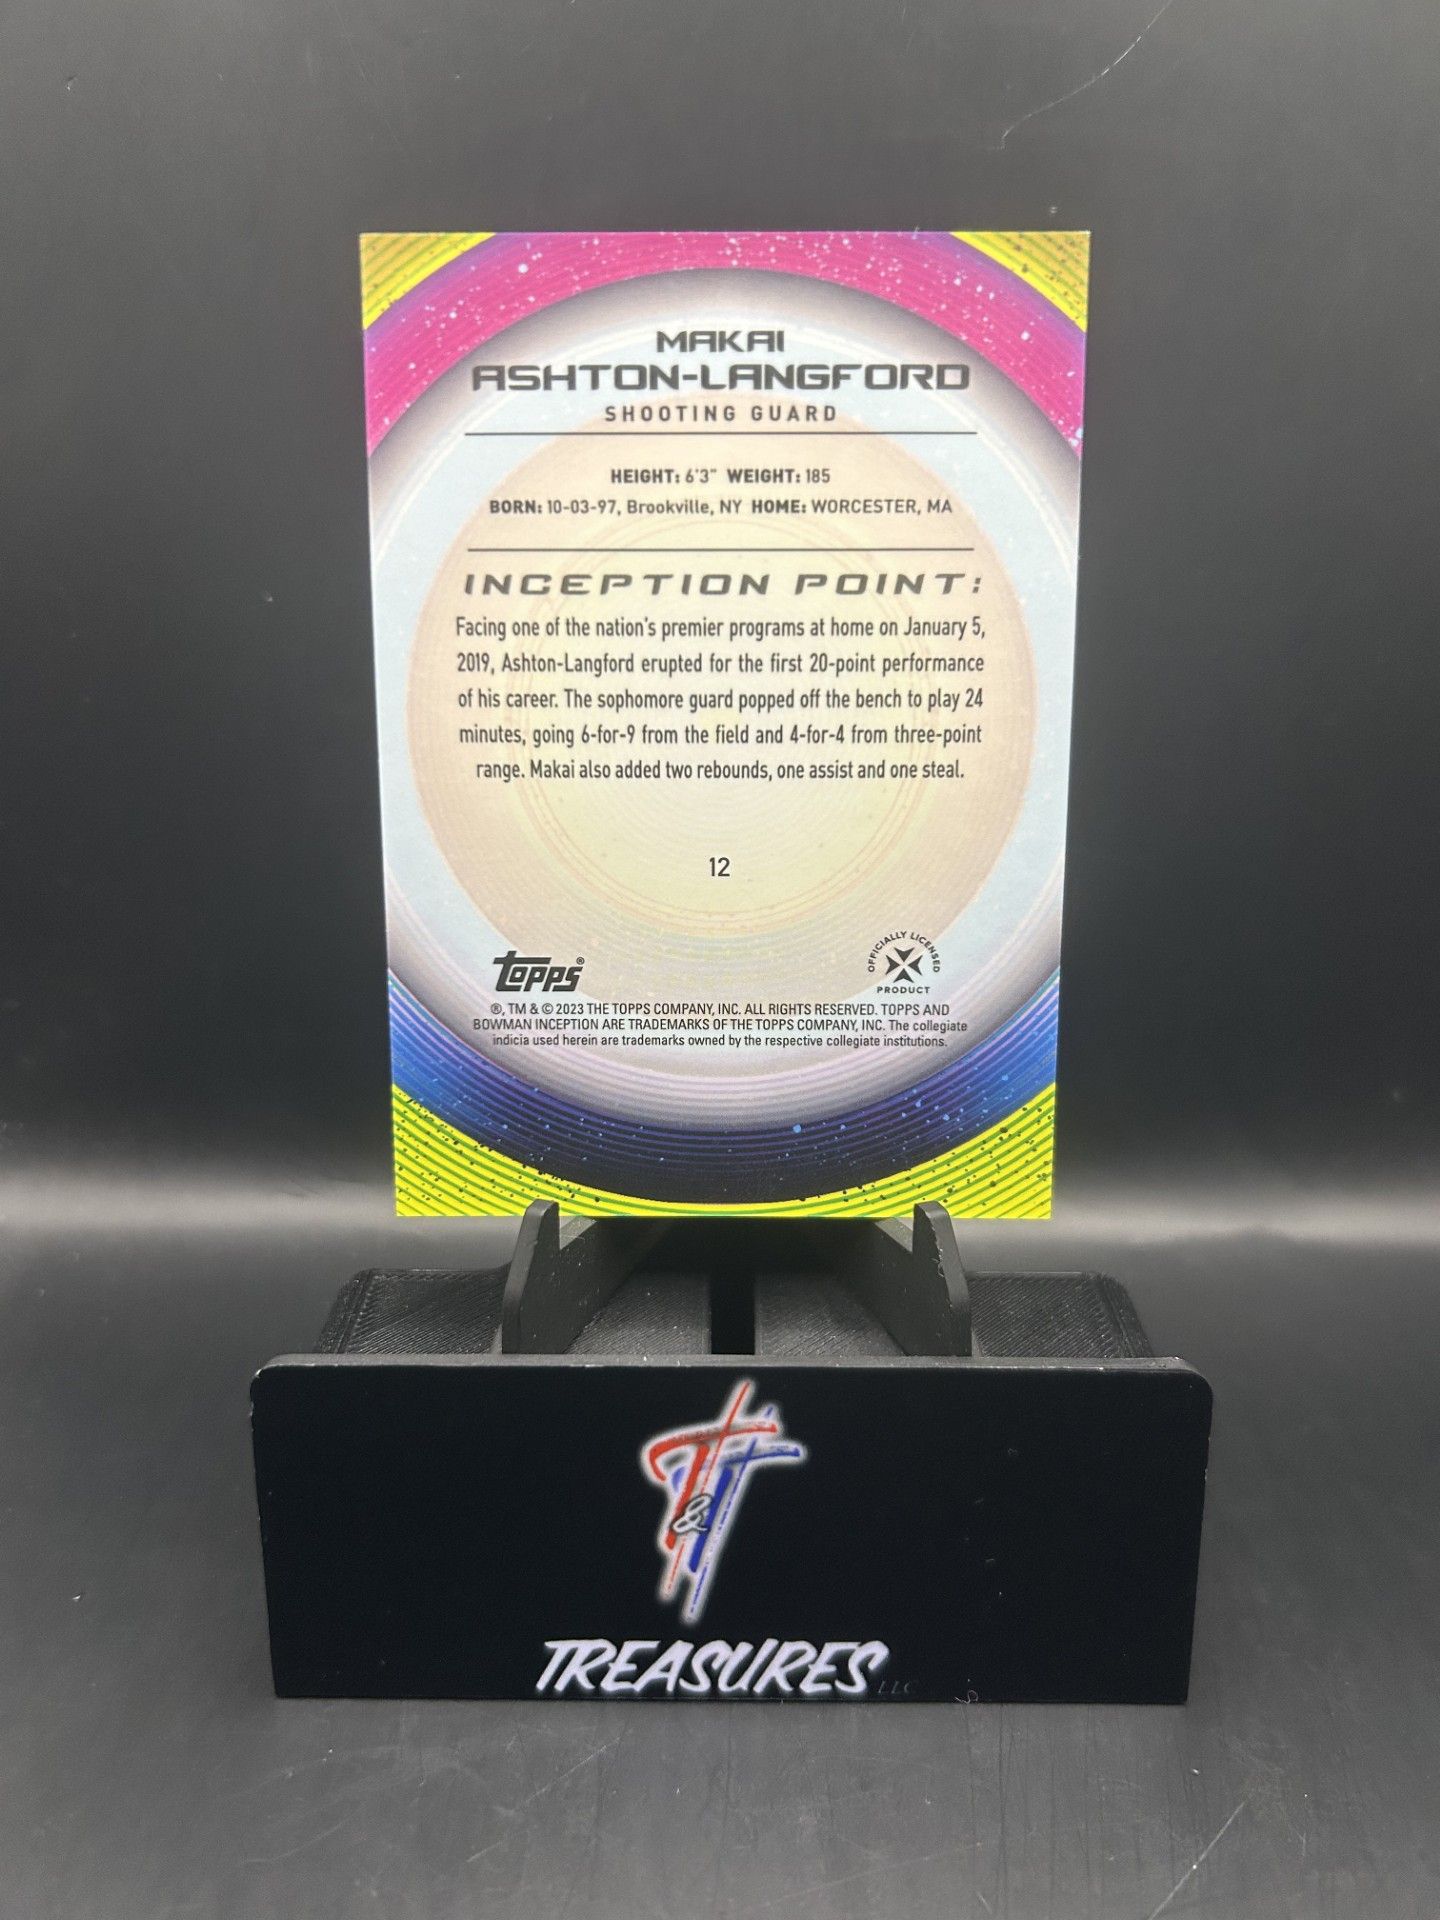 MAKAI
ASHTON-LANGFORD
SHOOTING GUARD
HEIGHT: 6'3" WEIGHT: 185
BORN: 10-03-97, Brookville, NY HOME: WORCESTER, MA
INCEPTION POINT:
Facing one of the nation's premier programs at home on January 5,
2019, Ashton-Langford erupted for the first 20-point performance
of his career. The sophomore guard popped off the bench to play 24
minutes, going 6-for-9 from the field and 4-for-4 from three-point
range. Makai also added two rebounds, one assist and one steal.
12
Topps®
OFFICIALLY LICENSED
PRODUCT
®, TM & © 2023 THE TOPPS COMPANY, INC. ALL RIGHTS RESERVED. TOPPS AND
BOWMAN INCEPTION ARE TRADEMARKS OF THE TOPPS COMPANY, INC. The collegiate
indicia used herein are trademarks owned by the respective collegiate institutions.
T&T
TREASURES LLC